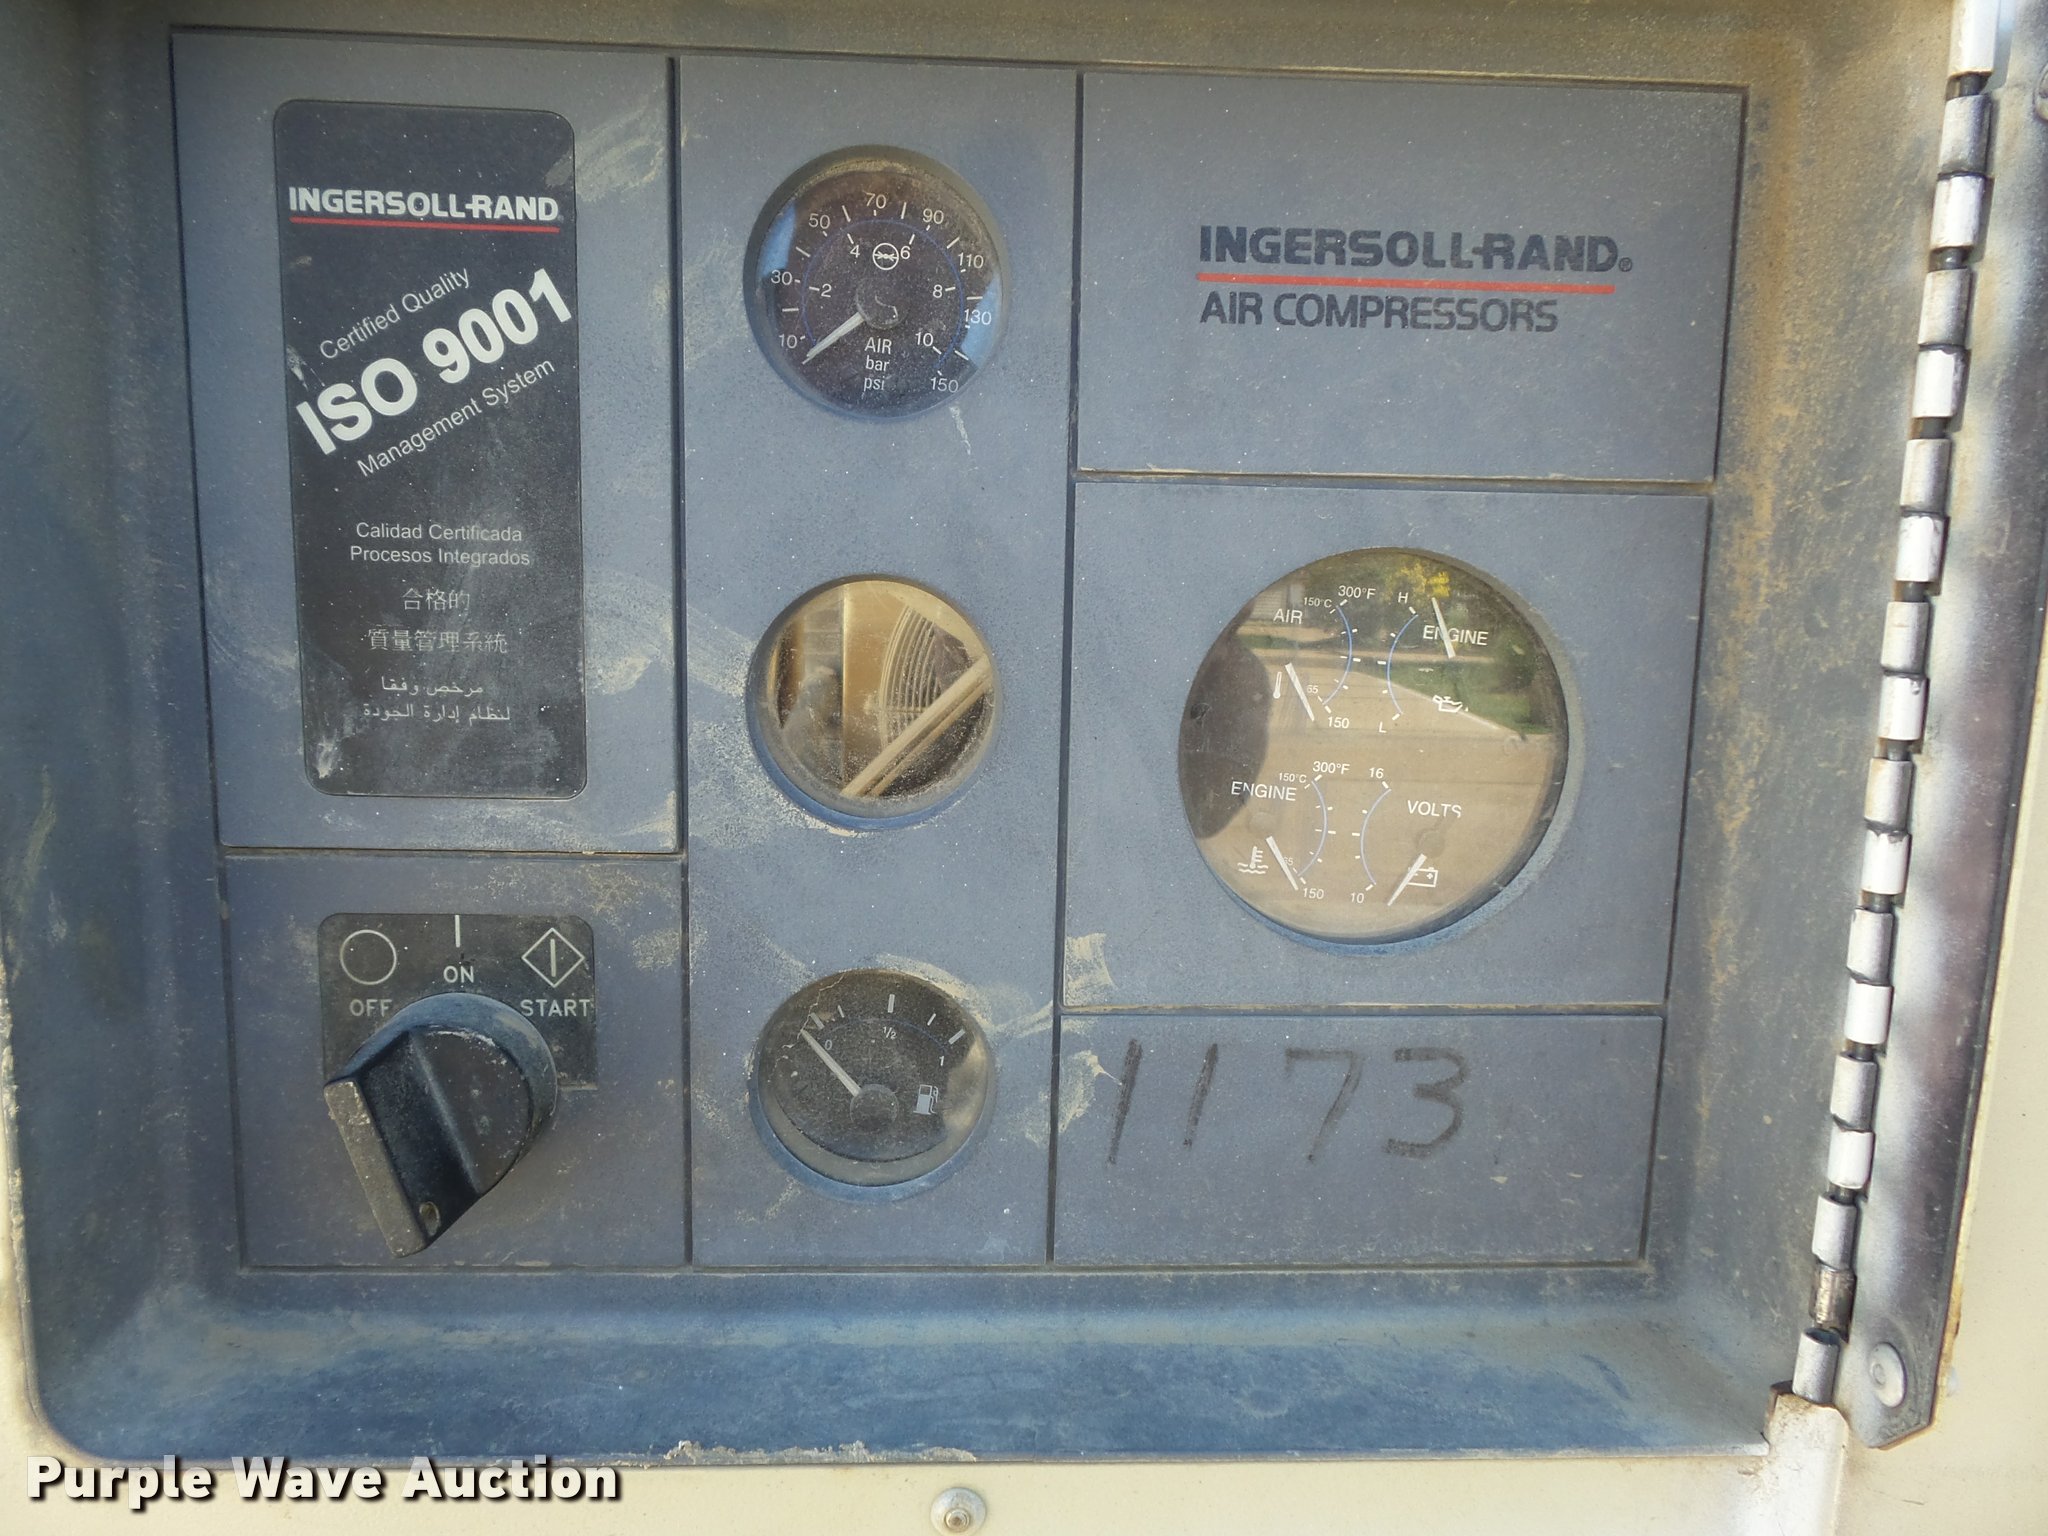 INGERSOLL-RAND
Certified Quality
ISO 9001
Management System
Calidad Certificada
Procesos Integrados
合格的
質量管理系統
مرخص وفقا
لنظام إدارة الجودة
OFF
ON
START
10
30
50
70
90
110
130
150
2
4
6
8
10
AIR
bar
psi
0
1/2
1
INGERSOLL-RAND®
AIR COMPRESSORS
AIR
150°C
300°F
65
150
H
ENGINE
L
ENGINE
150°C
300°F
65
150
16
VOLTS
10
1173
Purple Wave Auction